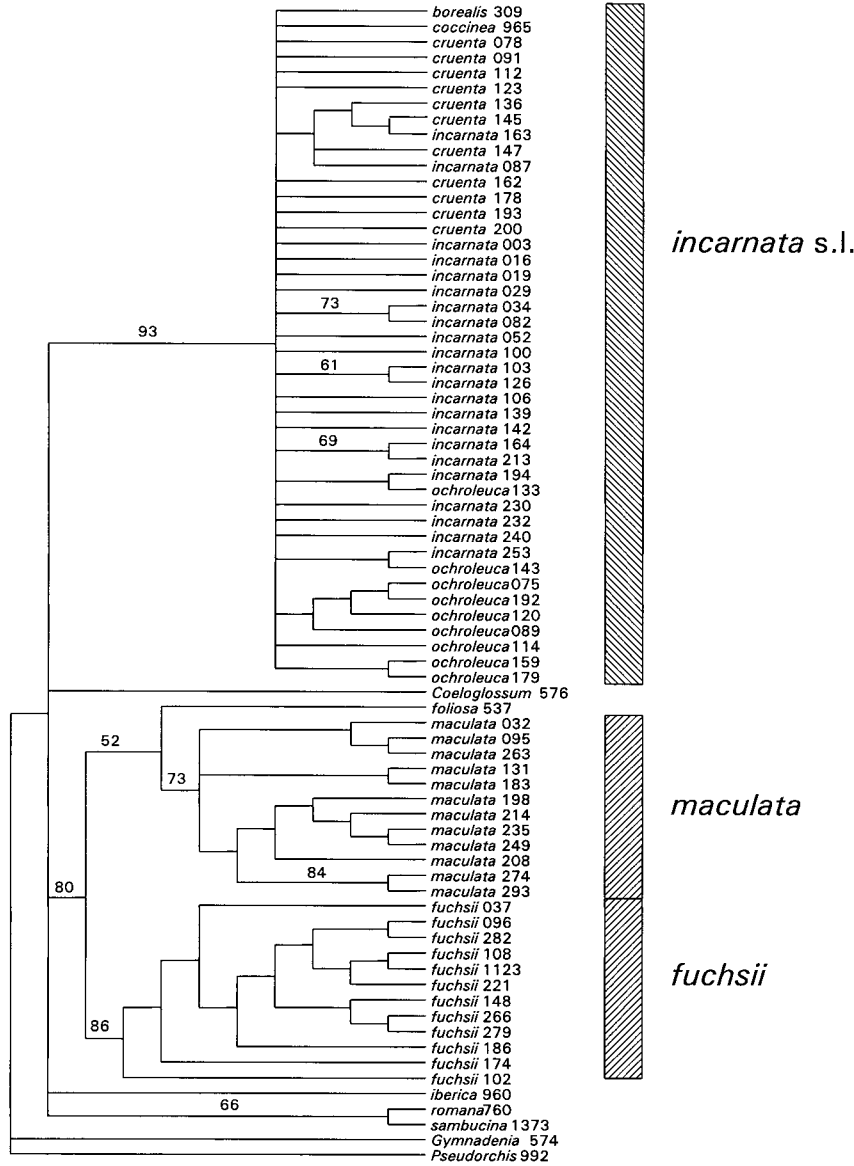 borealis 309
coccinea 965
cruenta 078
cruenta 091
cruenta 112
cruenta 123
cruenta 136
cruenta 145
incarnata 163
cruenta 147
incarnata 087
cruenta 162
cruenta 178
cruenta 193
cruenta 200
incarnata 003
incarnata 016
incarnata 019
incarnata 029
73
incarnata 034
incarnata 082
93
incarnata 052
incarnata 100
61
incarnata 103
incarnata 126
incarnata 106
incarnata 139
incarnata 142
69
incarnata 164
incarnata 213
incarnata 194
ochroleuca 133
incarnata 230
incarnata 232
incarnata 240
incarnata 253
ochroleuca 143
ochroleuca 075
ochroleuca 192
ochroleuca 120
ochroleuca 089
ochroleuca 114
ochroleuca 159
ochroleuca 179
incarnata s.l.
Coeloglossum 576
foliosa 537
52
maculata 032
maculata 095
maculata 263
73
maculata 131
maculata 183
maculata 198
maculata 214
maculata 235
maculata 249
maculata 208
84
maculata 274
maculata 293
maculata
80
fuchsii 037
fuchsii 096
fuchsii 282
fuchsii 108
fuchsii 1123
fuchsii 221
fuchsii 148
fuchsii 266
fuchsii 279
86
fuchsii 186
fuchsii 174
fuchsii 102
fuchsii
iberica 960
66
romana 760
sambucina 1373
Gymnadenia 574
Pseudorchis 992